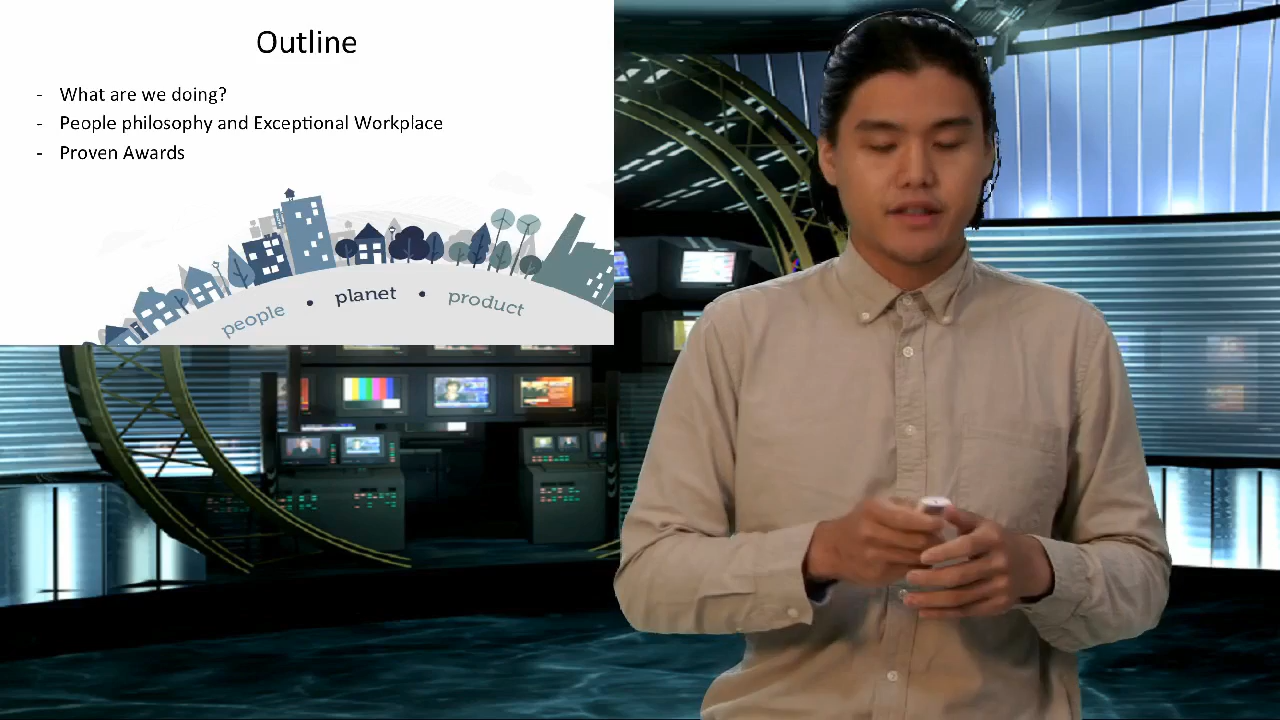 Outline
- What are we doing?
- People philosophy and Exceptional Workplace
- Proven Awards
people • planet • product